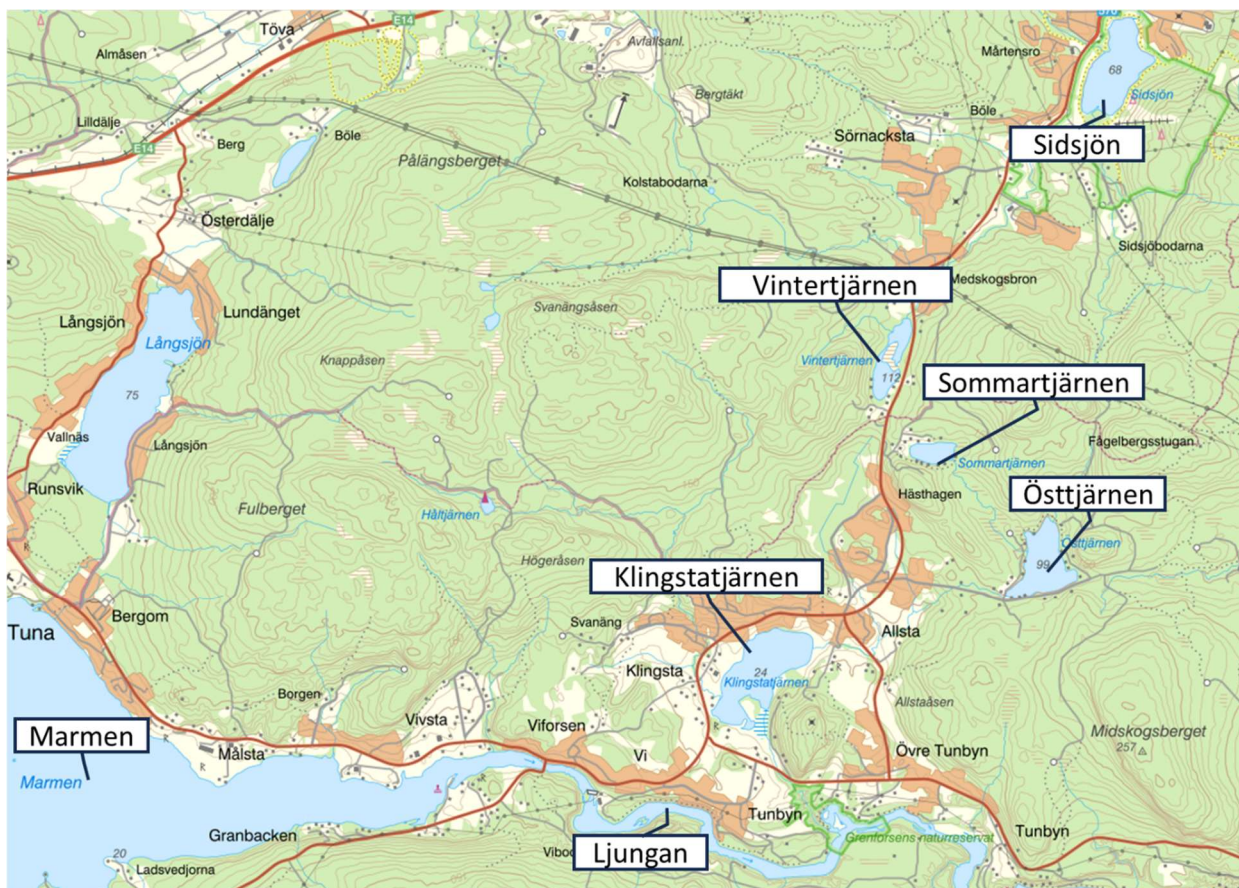 Töva
Almåsen
Avfallsanl.
Mårtensro
68
Sidsjön
Bergtäkt
Lilldälje
E14
E14
Berg
Böle
Böle
Sörnacksta
Sidsjön
Pålängsberget
Kolstabodarna
Österdälje
Sidsjöbodarna
Vintertjärnen
Medskogsbron
Lundänget
Svanängsåsen
Långsjön
Långsjön
Knappåsen
Vintertjärnen
112
Sommartjärnen
75
Vallnäs
Långsjön
Fågelbergsstugan
Sommartjärnen
Runsvik
Hästhagen
Östtjärnen
Fulberget
Håltjärnen
Östtjärnen
Högeråsen
99
Klingstatjärnen
Bergom
Svanäng
Tuna
Allsta
Klingsta
24
Klingstatjärnen
Borgen
Allstaåsen
Vivsta
Viforsen
Midskogsberget
257
Marmen
Målsta
Vi
Övre Tunbyn
Marmen
Tunbyn
Granbacken
Grenforsens naturreservat
Tunbyn
Ljungan
20
Ladsvedjorna